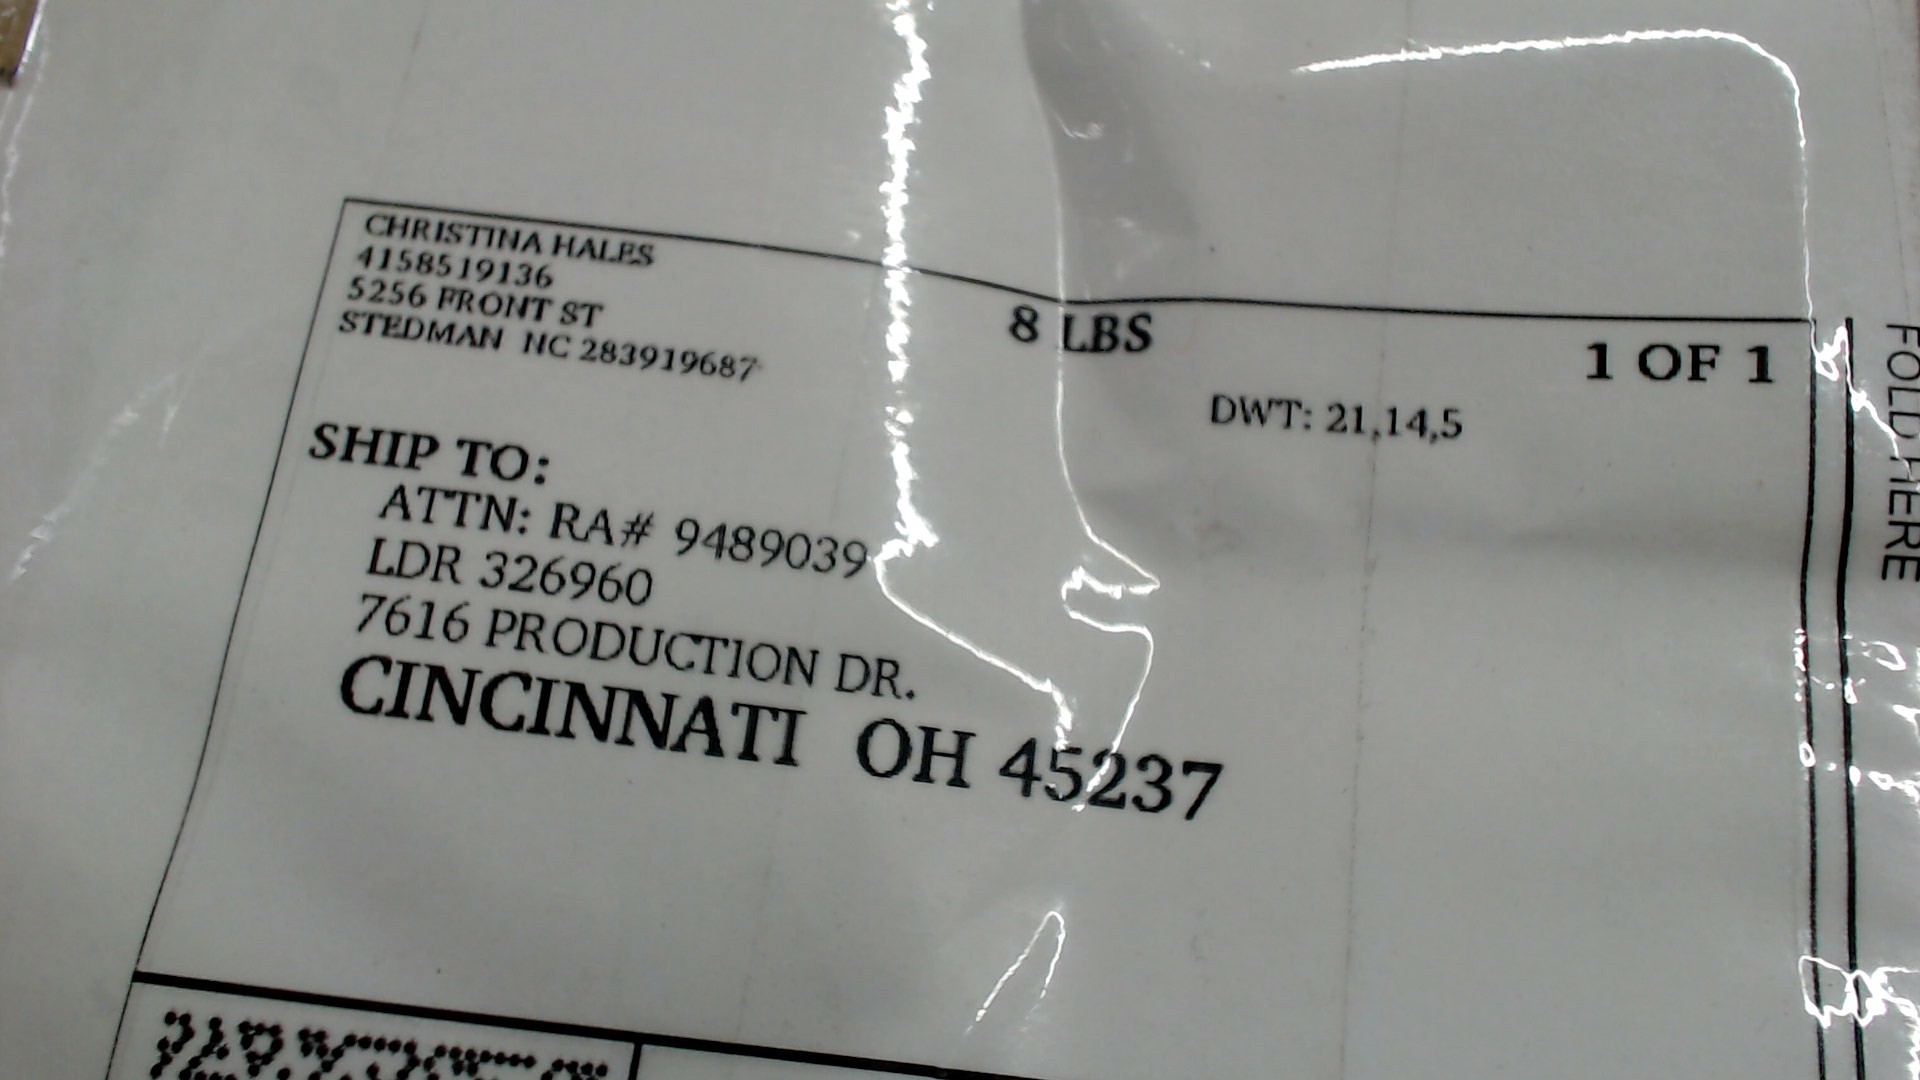 CHRISTINA HALES
4158519136
5256 FRONT ST
STEDMAN NC 283919687
8 LBS
1 OF 1
DWT: 21,14,5
SHIP TO:
ATTN: RA# 9489039
LDR 326960
7616 PRODUCTION DR.
CINCINNATI OH 45237
FOLD HERE